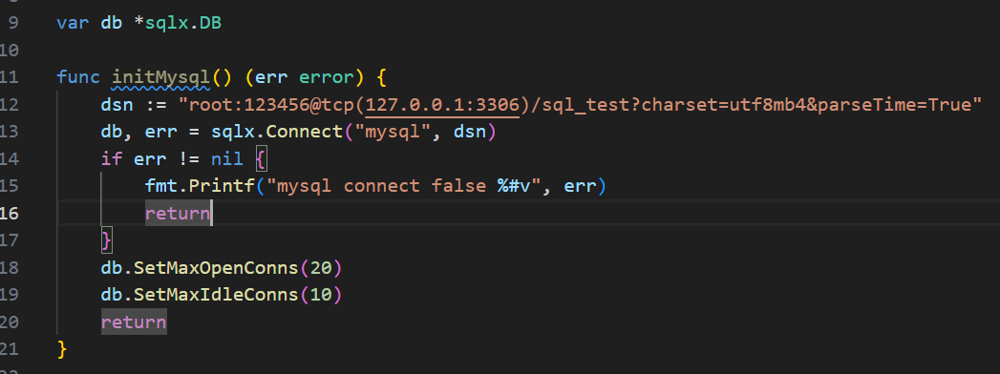 9 var db *sqlx.DB
10
11 func initMysql() (err error) {
12 dsn := "root:123456@tcp(127.0.0.1:3306)/sql_test?charset=utf8mb4&parseTime=True"
13 db, err = sqlx.Connect("mysql", dsn)
14 if err != nil {
15 fmt.Printf("mysql connect false %#v", err)
16 return
17 }
18 db.SetMaxOpenConns(20)
19 db.SetMaxIdleConns(10)
20 return
21 }